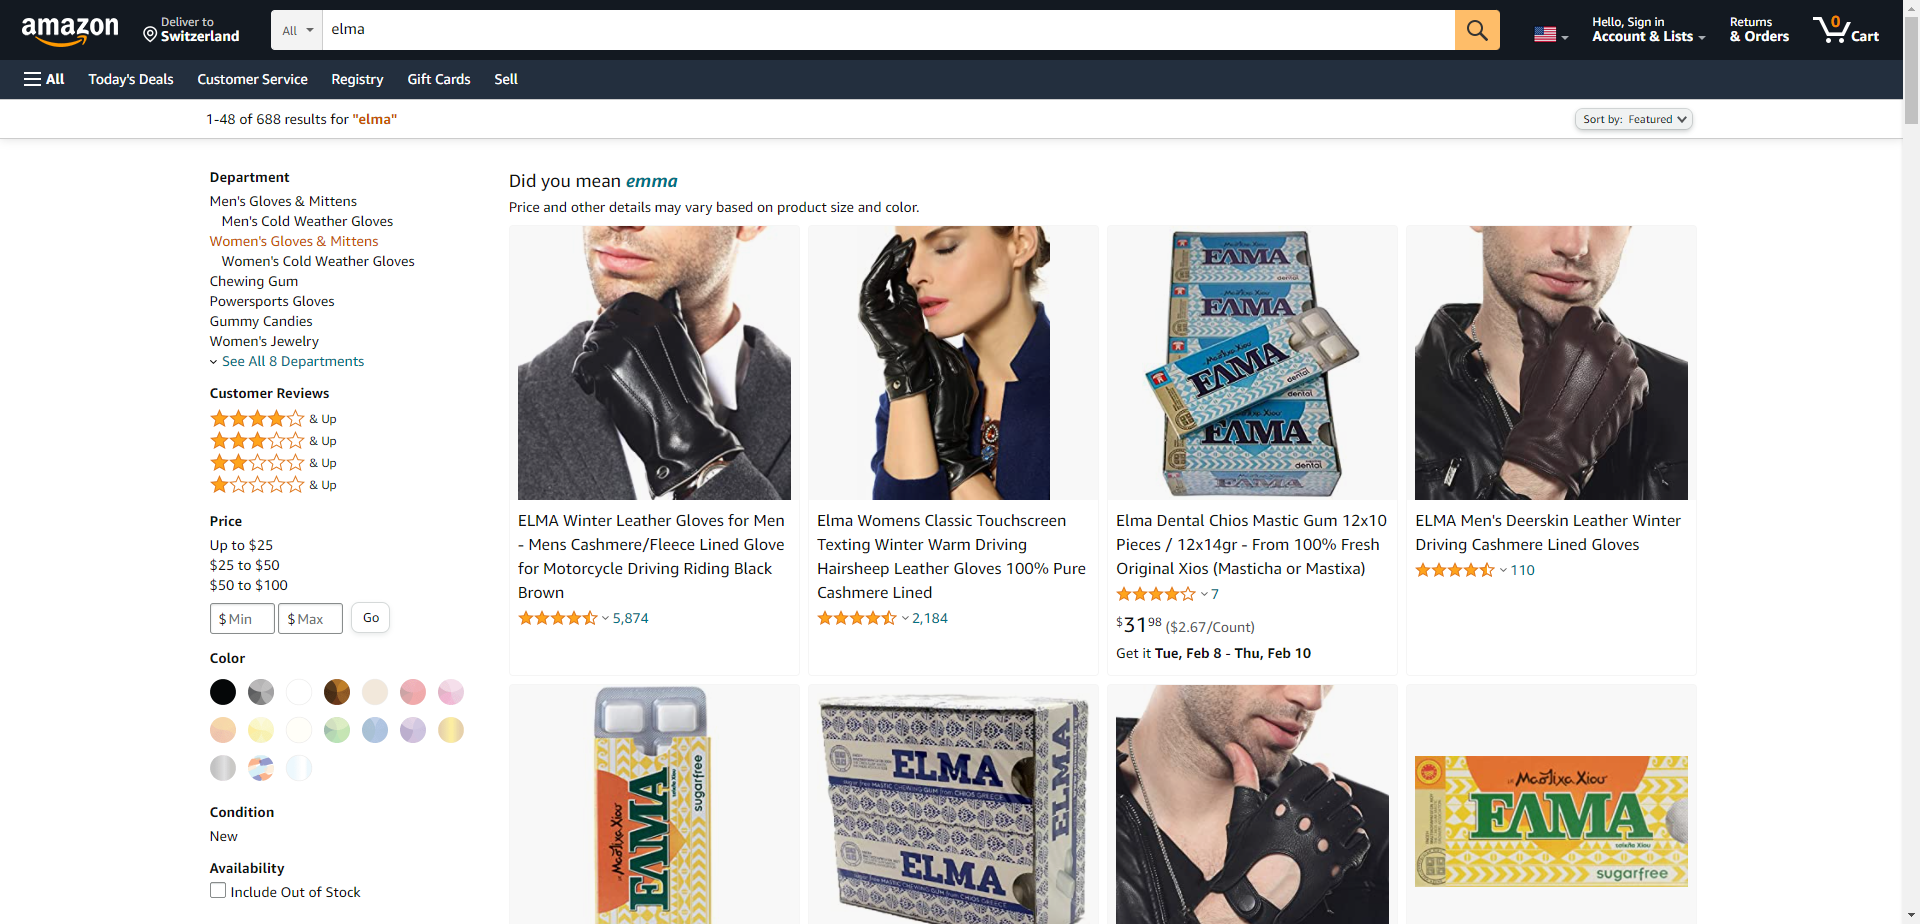 amazon
Deliver to
Switzerland
All
elma
Hello, Sign in
Account & Lists
Returns
& Orders
0
Cart
All
Today's Deals
Customer Service
Registry
Gift Cards
Sell
1-48 of 688 results for "elma"
Sort by: Featured
Department
Men's Gloves & Mittens
Men's Cold Weather Gloves
Women's Gloves & Mittens
Women's Cold Weather Gloves
Chewing Gum
Powersports Gloves
Gummy Candies
Women's Jewelry
See All 8 Departments
Customer Reviews
& Up
& Up
& Up
& Up
Price
Up to $25
$25 to $50
$50 to $100
$ Min
$ Max
Go
Color
Condition
New
Availability
Include Out of Stock
Did you mean emma
Price and other details may vary based on product size and color.
ELMA Winter Leather Gloves for Men
- Mens Cashmere/Fleece Lined Glove
for Motorcycle Driving Riding Black
Brown
5,874
Elma Womens Classic Touchscreen
Texting Winter Warm Driving
Hairsheep Leather Gloves 100% Pure
Cashmere Lined
2,184
ΕΛΜΑ
dental
ΕΛΜΑ
ΕΛΜΑ
dental
dental
ΕΛΜΑ
dental
Elma Dental Chios Mastic Gum 12x10
Pieces / 12x14gr - From 100% Fresh
Original Xios (Masticha or Mastixa)
7
$31.98 ($2.67/Count)
Get it Tue, Feb 8 - Thu, Feb 10
ELMA Men's Deerskin Leather Winter
Driving Cashmere Lined Gloves
110
Μαστίχα Χίου
ΕΛΜΑ
sugarfree
ELMA
ELMA
ELMA
Μαστίχα Χίου
ΕΛΜΑ
sugarfree